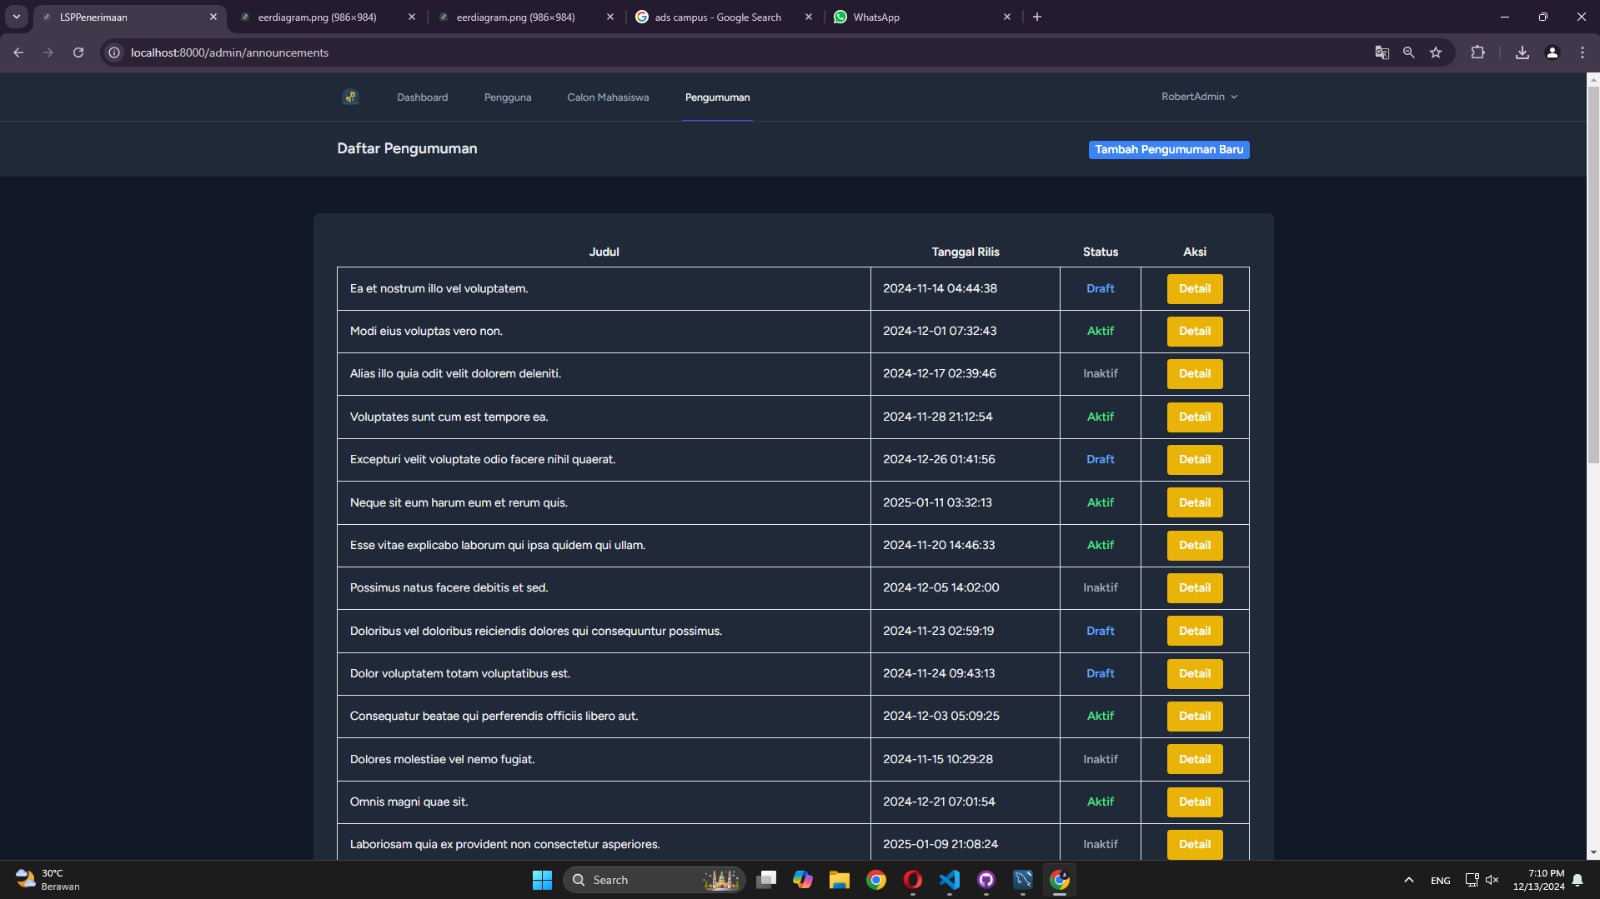 LSPPenerimaan
eerdiagram.png (986×984)
eerdiagram.png (986×984)
ads campus - Google Search
WhatsApp
localhost:8000/admin/announcements
Dashboard
Pengguna
Calon Mahasiswa
Pengumuman
RobertAdmin
Daftar Pengumuman
Tambah Pengumuman Baru
Judul Tanggal Rilis Status Aksi
Ea et nostrum illo vel voluptatem. 2024-11-14 04:44:38 Draft Detail
Modi eius voluptas vero non. 2024-12-01 07:32:43 Aktif Detail
Alias illo quia odit velit dolorem deleniti. 2024-12-17 02:39:46 Inaktif Detail
Voluptates sunt cum est tempore ea. 2024-11-28 21:12:54 Aktif Detail
Excepturi velit voluptate odio facere nihil quaerat. 2024-12-26 01:41:56 Draft Detail
Neque sit eum harum eum et rerum quis. 2025-01-11 03:32:13 Aktif Detail
Esse vitae explicabo laborum qui ipsa quidem qui ullam. 2024-11-20 14:46:33 Aktif Detail
Possimus natus facere debitis et sed. 2024-12-05 14:02:00 Inaktif Detail
Doloribus vel doloribus reiciendis dolores qui consequuntur possimus. 2024-11-23 02:59:19 Draft Detail
Dolor voluptatem totam voluptatibus est. 2024-11-24 09:43:13 Draft Detail
Consequatur beatae qui perferendis officiis libero aut. 2024-12-03 05:09:25 Aktif Detail
Dolores molestiae vel nemo fugiat. 2024-11-15 10:29:28 Inaktif Detail
Omnis magni quae sit. 2024-12-21 07:01:54 Aktif Detail
Laboriosam quia ex provident non consectetur asperiores. 2025-01-09 21:08:24 Inaktif Detail
30°C
Berawan
Search
ENG
7:10 PM
12/13/2024